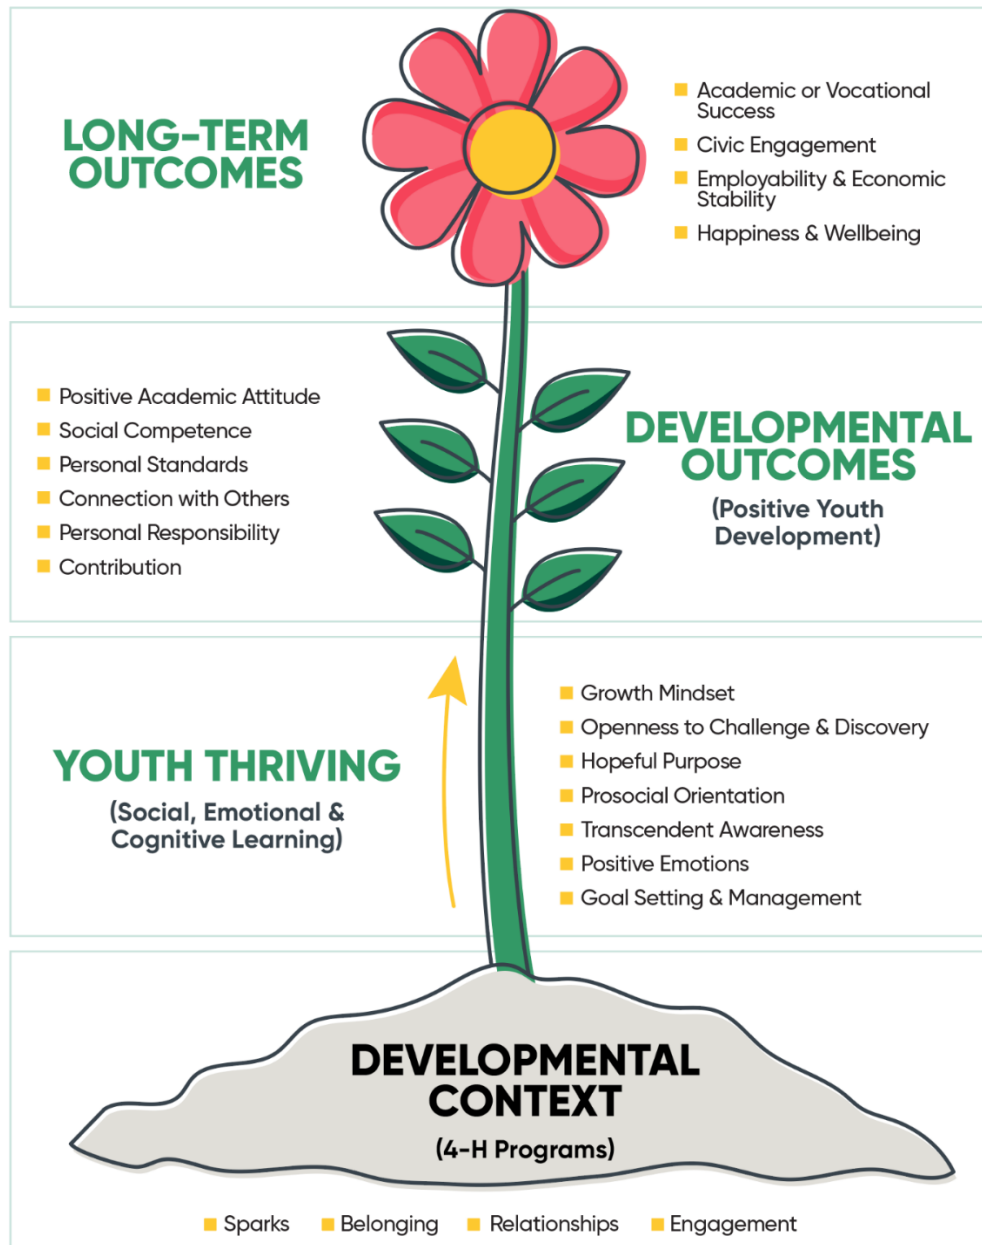 LONG-TERM
OUTCOMES
Academic or Vocational
Success
Civic Engagement
Employability & Economic
Stability
Happiness & Wellbeing
Positive Academic Attitude
Social Competence
Personal Standards
Connection with Others
Personal Responsibility
Contribution
DEVELOPMENTAL
OUTCOMES
(Positive Youth
Development)
YOUTH THRIVING
(Social, Emotional &
Cognitive Learning)
Growth Mindset
Openness to Challenge & Discovery
Hopeful Purpose
Prosocial Orientation
Transcendent Awareness
Positive Emotions
Goal Setting & Management
DEVELOPMENTAL
CONTEXT
(4-H Programs)
Sparks Belonging Relationships Engagement